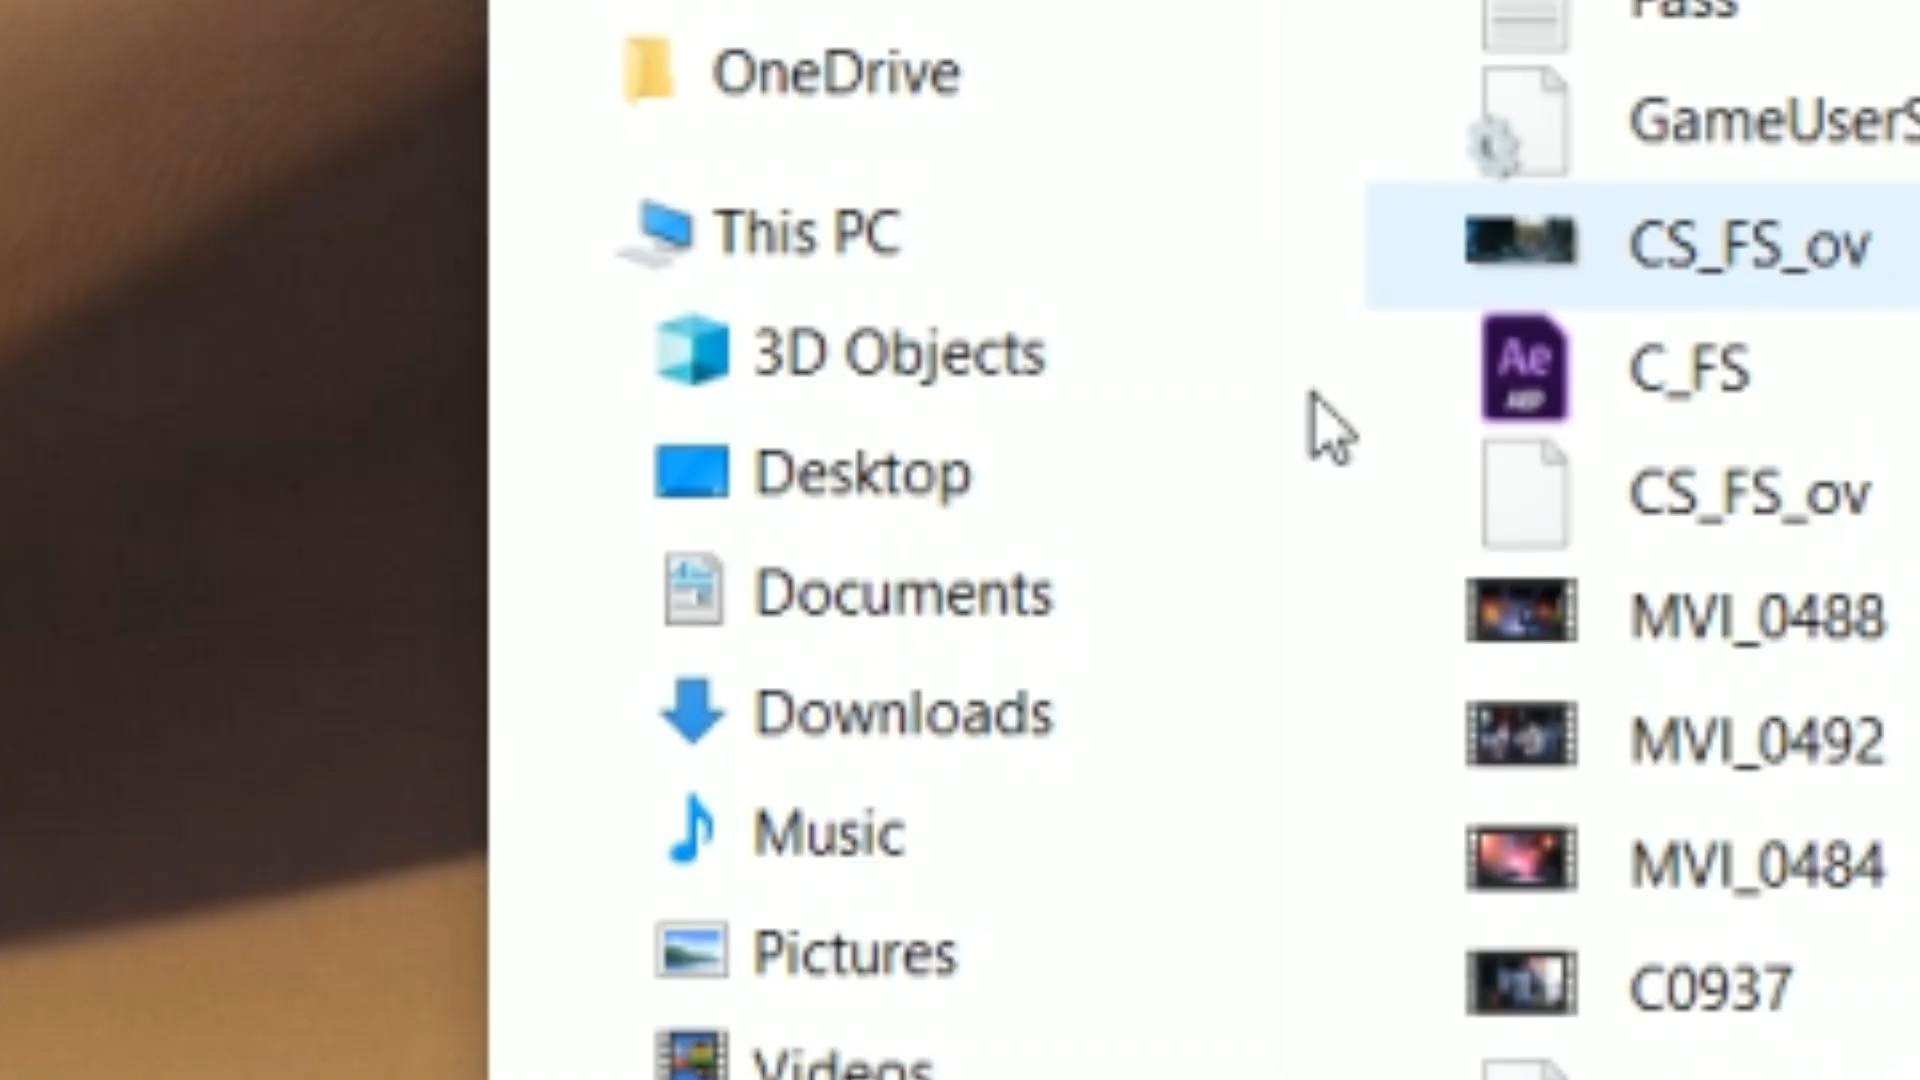 OneDrive
This PC
3D Objects
Desktop
Documents
Downloads
Music
Pictures
Videos
Pass
GameUserS
CS_FS_ov
Ae
C_FS
CS_FS_ov
MVI_0488
MVI_0492
MVI_0484
C0937